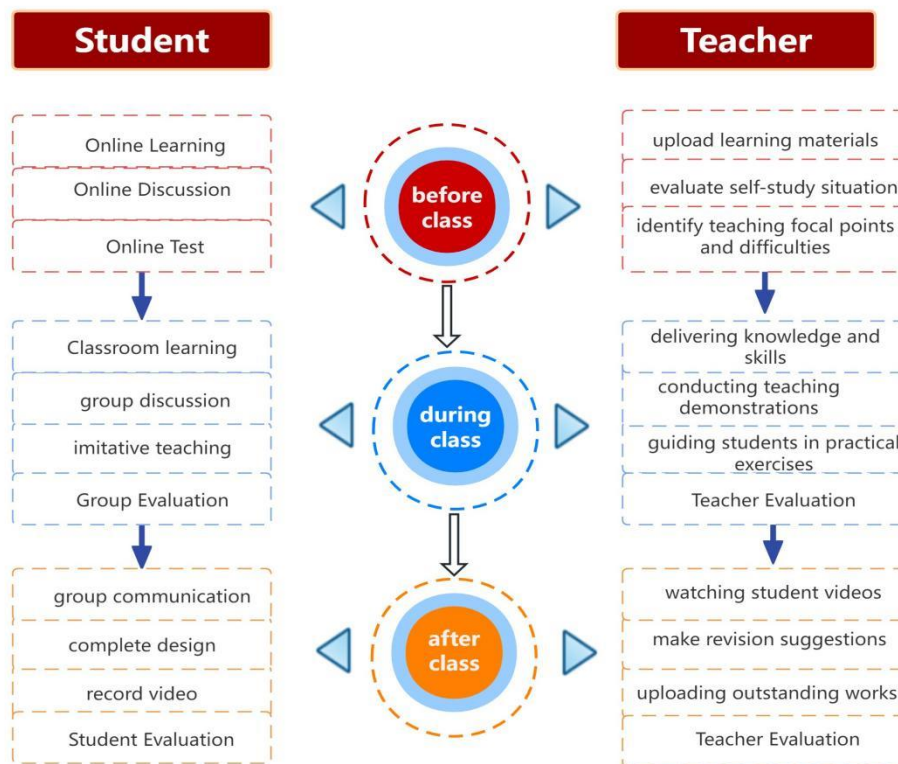 Student
Teacher
Online Learning
Online Discussion
Online Test
before
class
upload learning materials
evaluate self-study situation
identify teaching focal points
and difficulties
Classroom learning
group discussion
imitative teaching
Group Evaluation
during
class
delivering knowledge and
skills
conducting teaching
demonstrations
guiding students in practical
exercises
Teacher Evaluation
group communication
complete design
record video
Student Evaluation
after
class
watching student videos
make revision suggestions
uploading outstanding works
Teacher Evaluation